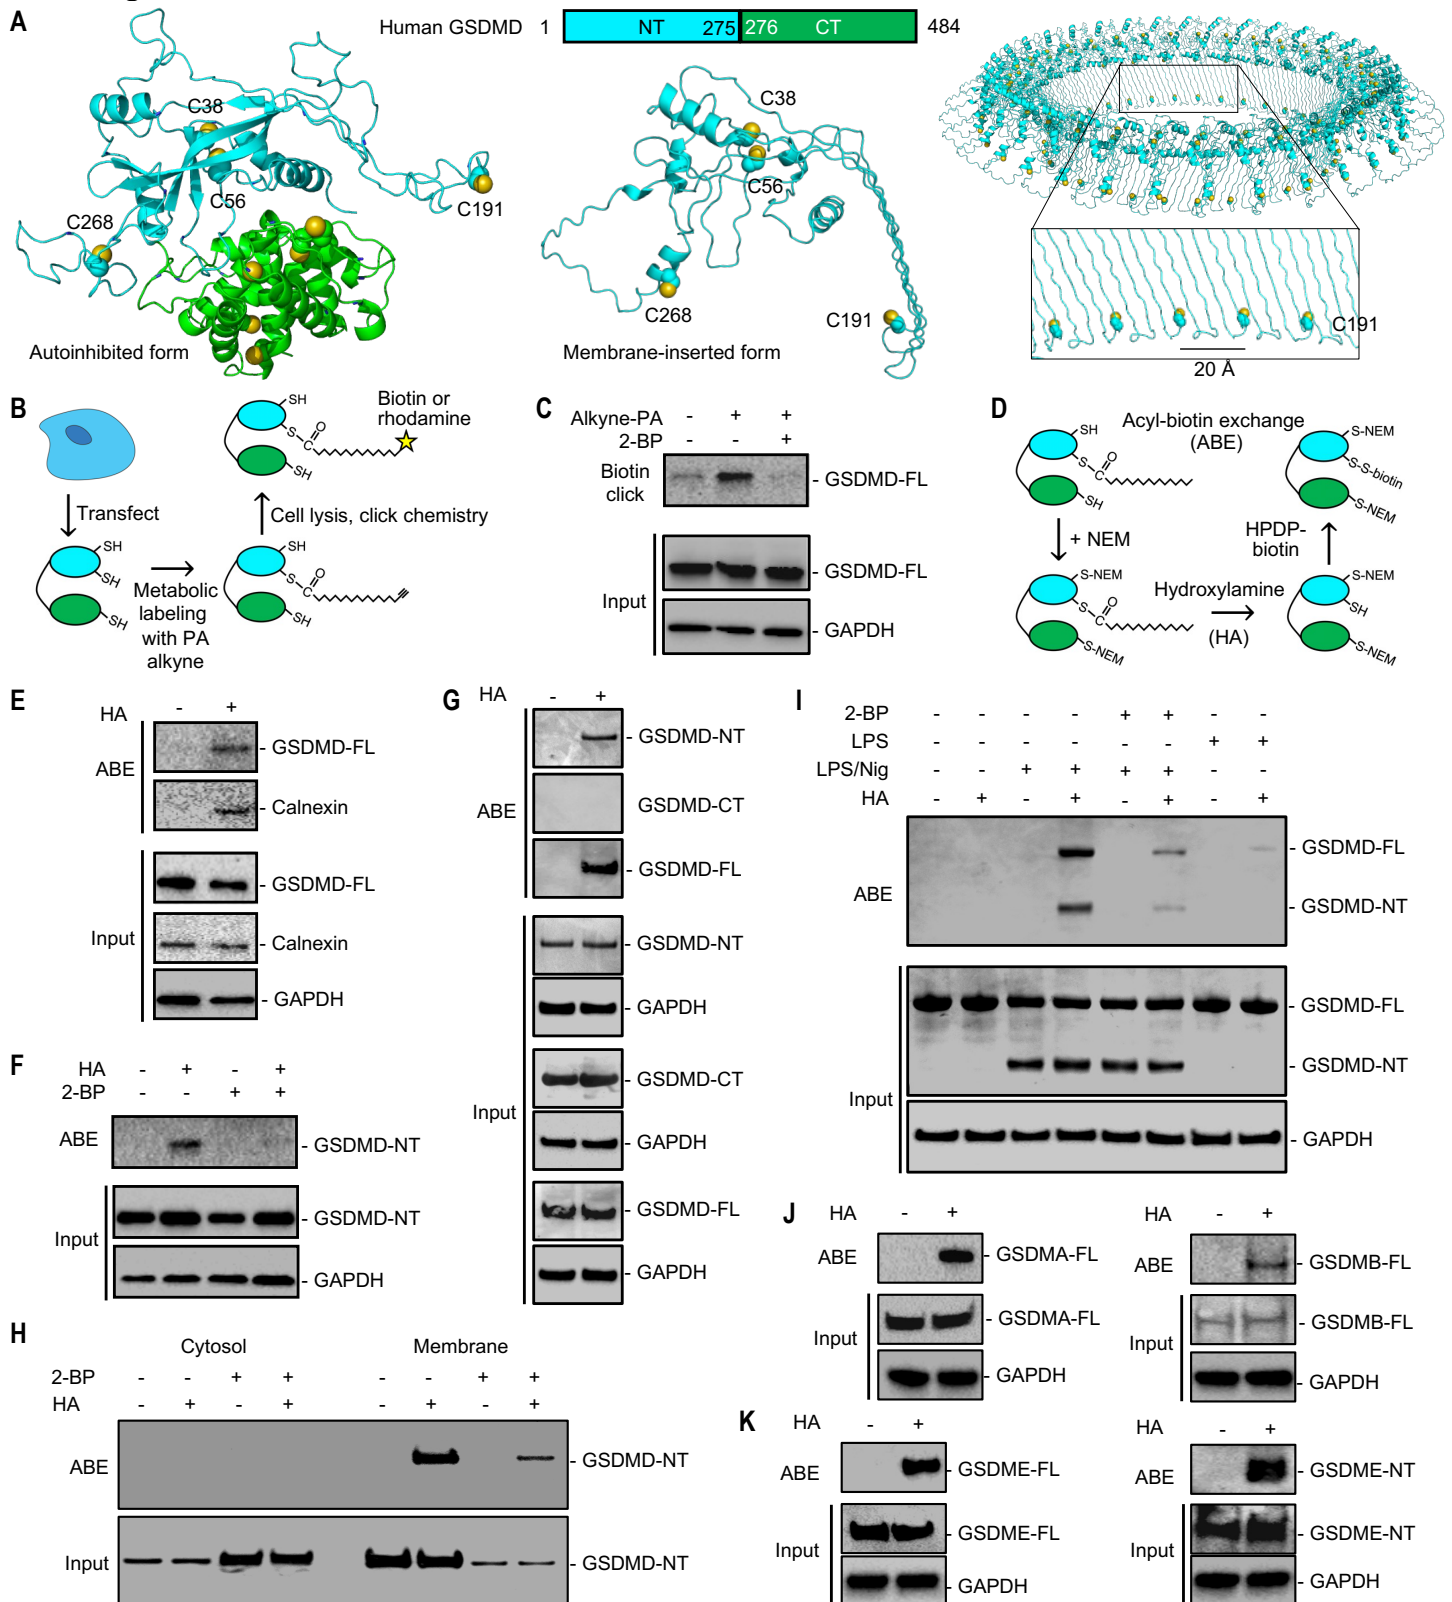 A
Human GSDMD 1 NT 275 276 CT 484
C38
C56
C268
C191
Autoinhibited form
C38
C56
C268
C191
Membrane-inserted form
C191
20 Å
B
Transfect
SH
SH
SH
Metabolic
labeling
with PA
alkyne
SH
S-C
O
SH
Cell lysis, click chemistry
SH
S-C
O
SH
Biotin or
rhodamine
C
Alkyne-PA - + +
2-BP - - +
Biotin
click
- GSDMD-FL
Input
- GSDMD-FL
- GAPDH
D
Acyl-biotin exchange
(ABE)
SH
S-C
O
SH
+ NEM
S-NEM
S-C
O
S-NEM
Hydroxylamine
(HA)
S-NEM
SH
S-NEM
HPDP-
biotin
S-NEM
S-S-biotin
S-NEM
E
HA - +
ABE
- GSDMD-FL
- Calnexin
Input
- GSDMD-FL
- Calnexin
- GAPDH
F
HA - + - +
2-BP - - + +
ABE
- GSDMD-NT
Input
- GSDMD-NT
- GAPDH
G
HA - +
ABE
- GSDMD-NT
GSDMD-CT
- GSDMD-FL
Input
- GSDMD-NT
- GAPDH
- GSDMD-CT
- GAPDH
- GSDMD-FL
- GAPDH
H
Cytosol Membrane
2-BP - - + + - - + +
HA - + - + - + - +
ABE
- GSDMD-NT
Input
- GSDMD-NT
I
2-BP - - - - + + - -
LPS - - - - - - + +
LPS/Nig - - + + + + - -
HA - + - + - + - +
ABE
- GSDMD-FL
- GSDMD-NT
Input
- GSDMD-FL
- GSDMD-NT
- GAPDH
J
HA - +
ABE
- GSDMA-FL
Input
- GSDMA-FL
- GAPDH
HA - +
ABE
- GSDMB-FL
Input
- GSDMB-FL
- GAPDH
K
HA - +
ABE
- GSDME-FL
Input
- GSDME-FL
- GAPDH
HA - +
ABE
- GSDME-NT
Input
- GSDME-NT
- GAPDH